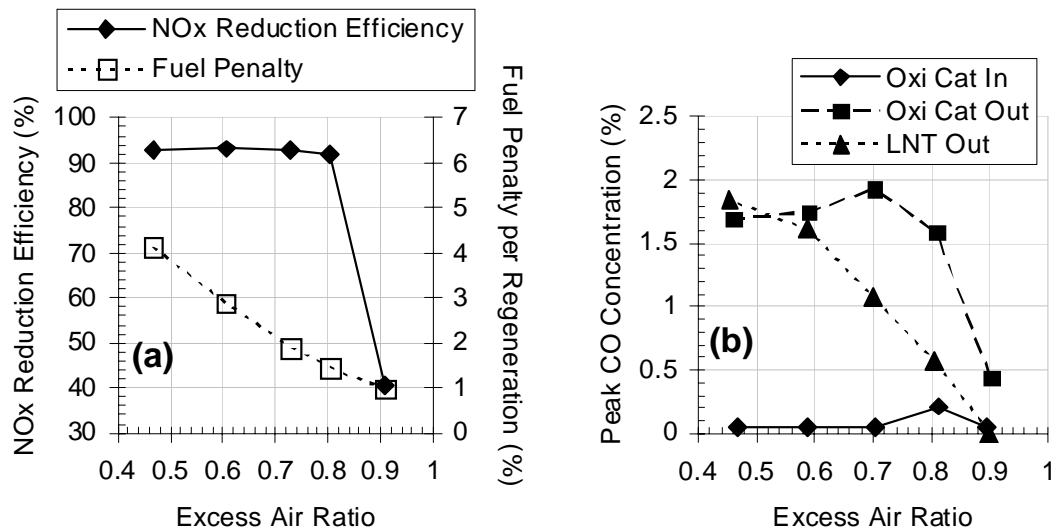 NOx Reduction Efficiency
Fuel Penalty
NOx Reduction Efficiency (%)
100
90
80
70
60
50
40
30
(a)
7
6
5
4
3
2
1
0
Fuel Penalty per Regeneration (%)
0.4 0.5 0.6 0.7 0.8 0.9 1
Excess Air Ratio
Oxi Cat In
Oxi Cat Out
LNT Out
Peak CO Concentration (%)
2.5
2
1.5
1
0.5
0
(b)
0.4 0.5 0.6 0.7 0.8 0.9 1
Excess Air Ratio